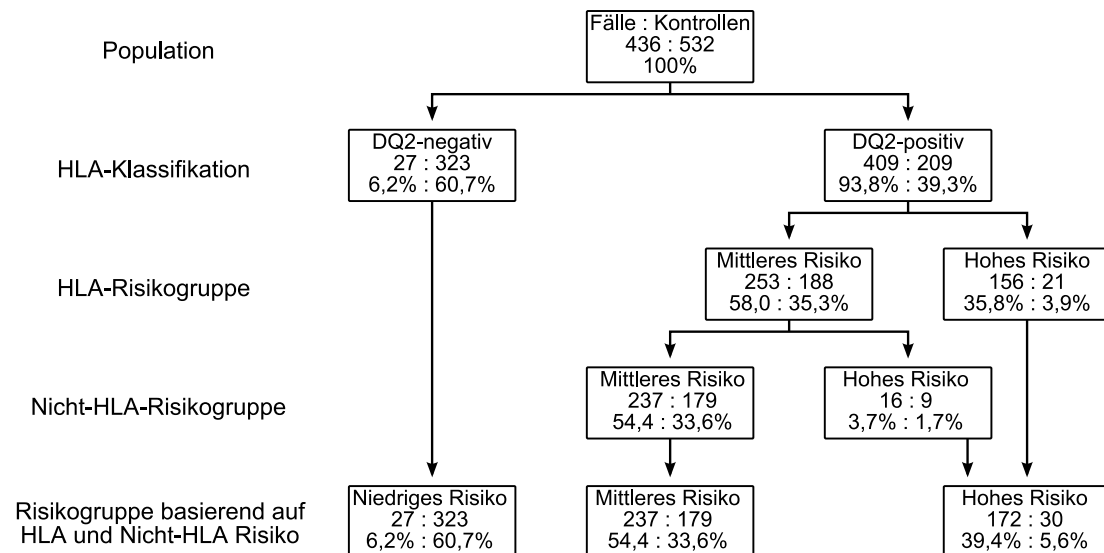 Population
Fälle : Kontrollen
436 : 532
100%
HLA-Klassifikation
DQ2-negativ
27 : 323
6,2% : 60,7%
DQ2-positiv
409 : 209
93,8% : 39,3%
HLA-Risikogruppe
Mittleres Risiko
253 : 188
58,0 : 35,3%
Hohes Risiko
156 : 21
35,8% : 3,9%
Nicht-HLA-Risikogruppe
Mittleres Risiko
237 : 179
54,4 : 33,6%
Hohes Risiko
16 : 9
3,7% : 1,7%
Risikogruppe basierend auf
HLA und Nicht-HLA Risiko
Niedriges Risiko
27 : 323
6,2% : 60,7%
Mittleres Risiko
237 : 179
54,4 : 33,6%
Hohes Risiko
172 : 30
39,4% : 5,6%